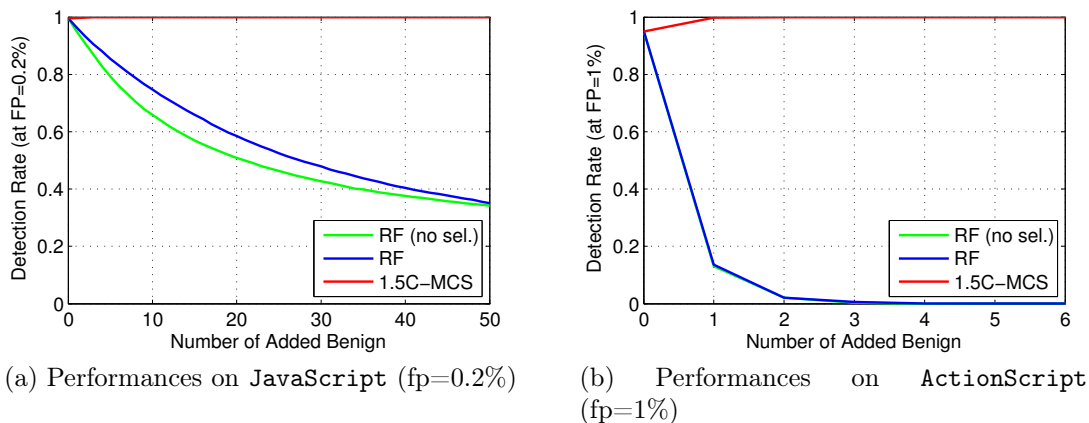 Detection Rate (at FP=0.2%)
1
0.8
0.6
0.4
0.2
0
0 10 20 30 40 50
Number of Added Benign
RF (no sel.)
RF
1.5C−MCS
(a) Performances on JavaScript (fp=0.2%)
Detection Rate (at FP=1%)
1
0.8
0.6
0.4
0.2
0
0 1 2 3 4 5 6
Number of Added Benign
RF (no sel.)
RF
1.5C−MCS
(b) Performances on ActionScript
(fp=1%)